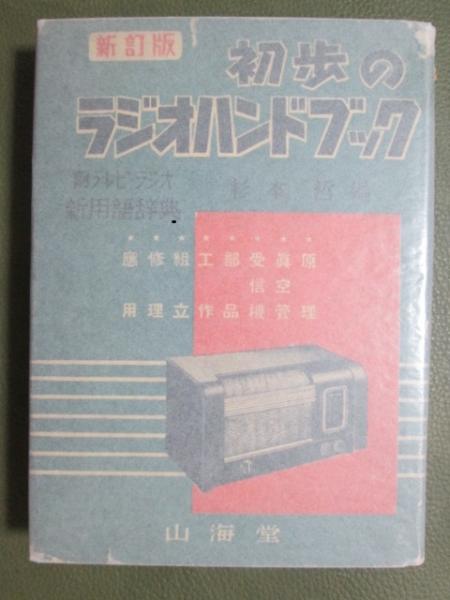 新訂版
初歩の
ラジオハンドブック
附テレビ・ラジオ
新用語辞典
杉本 哲編
原理
眞空管
受信機
部品
工作
組立
修理
應用
山海堂